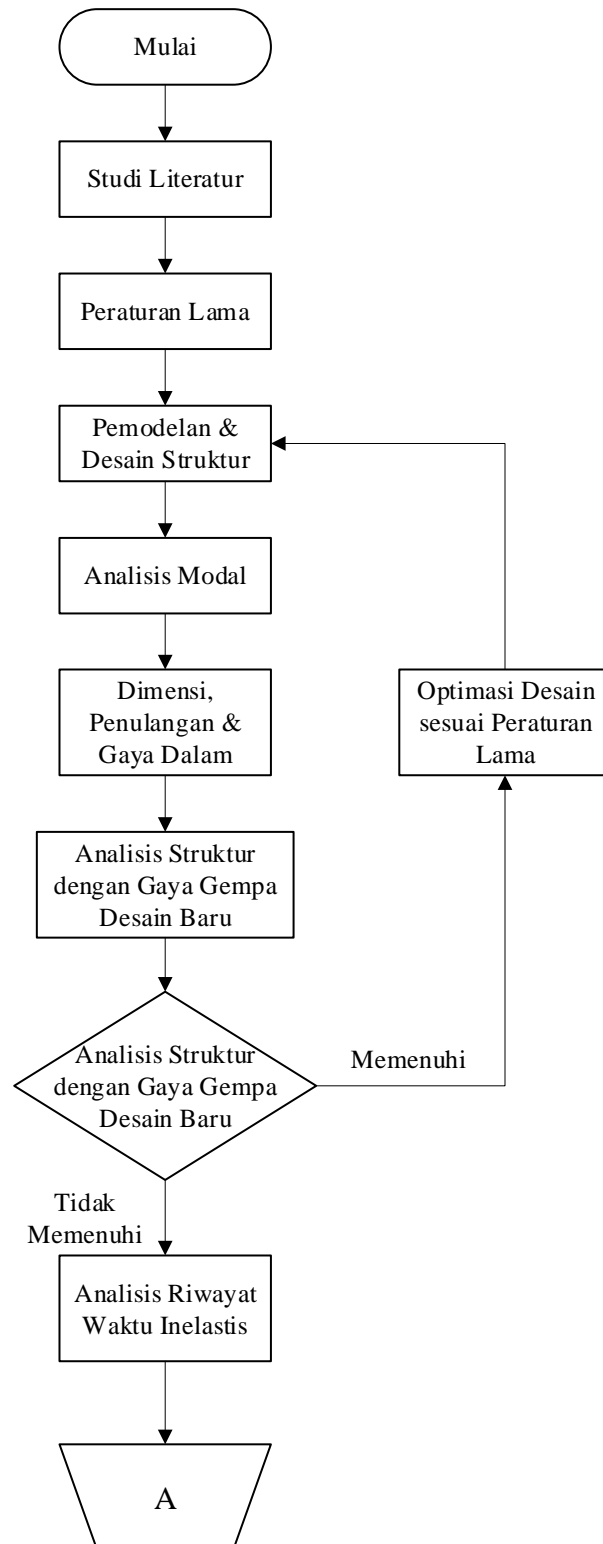 Mulai
Studi Literatur
Peraturan Lama
Pemodelan &
Desain Struktur
Analisis Modal
Dimensi,
Penulangan &
Gaya Dalam
Optimasi Desain
sesuai Peraturan
Lama
Analisis Struktur
dengan Gaya Gempa
Desain Baru
Analisis Struktur
dengan Gaya Gempa
Desain Baru
Memenuhi
Tidak
Memenuhi
Analisis Riwayat
Waktu Inelastis
A